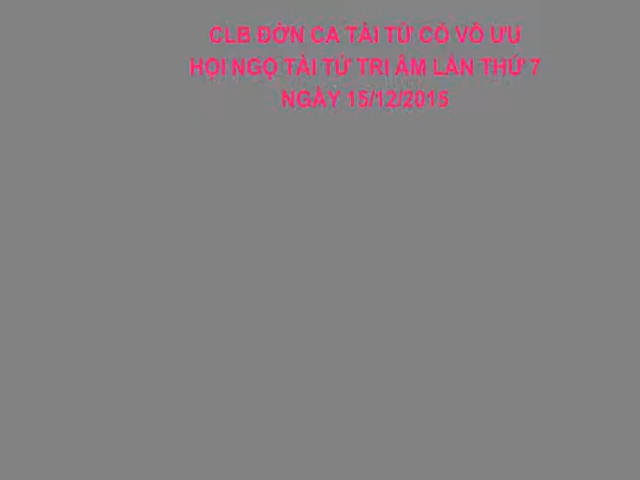 CLB ĐỜN CA TÀI TỬ CỎ VÔ ƯU
HỘI NGỘ TÀI TỬ TRI ÂM LẦN THỨ 7
NGÀY 15/12/2015